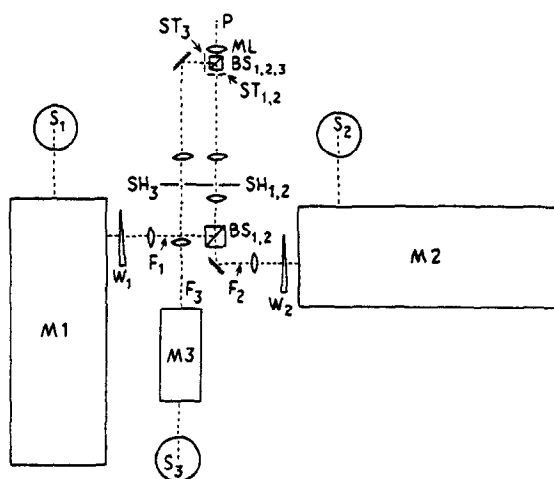 P
ST3
ML
BS1,2,3
ST1,2
S1
S2
SH3
SH1,2
BS1,2
W1
F1
F2
W2
M2
M1
F3
M3
S3